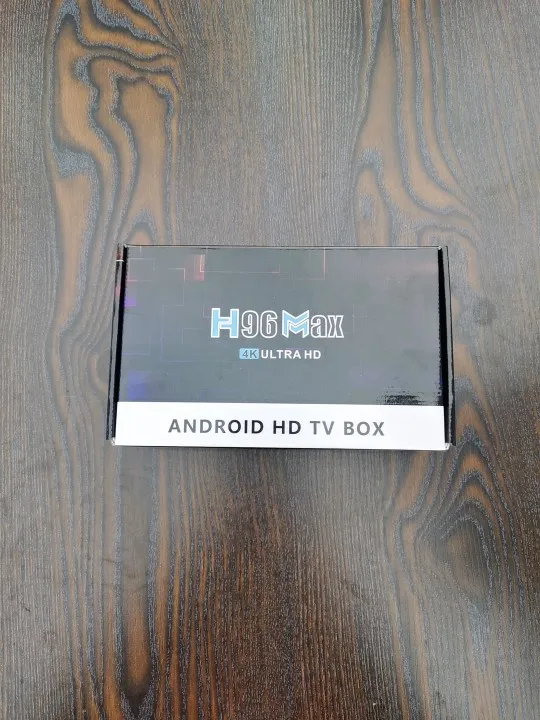 H96 Max
4K ULTRA HD
ANDROID HD TV BOX